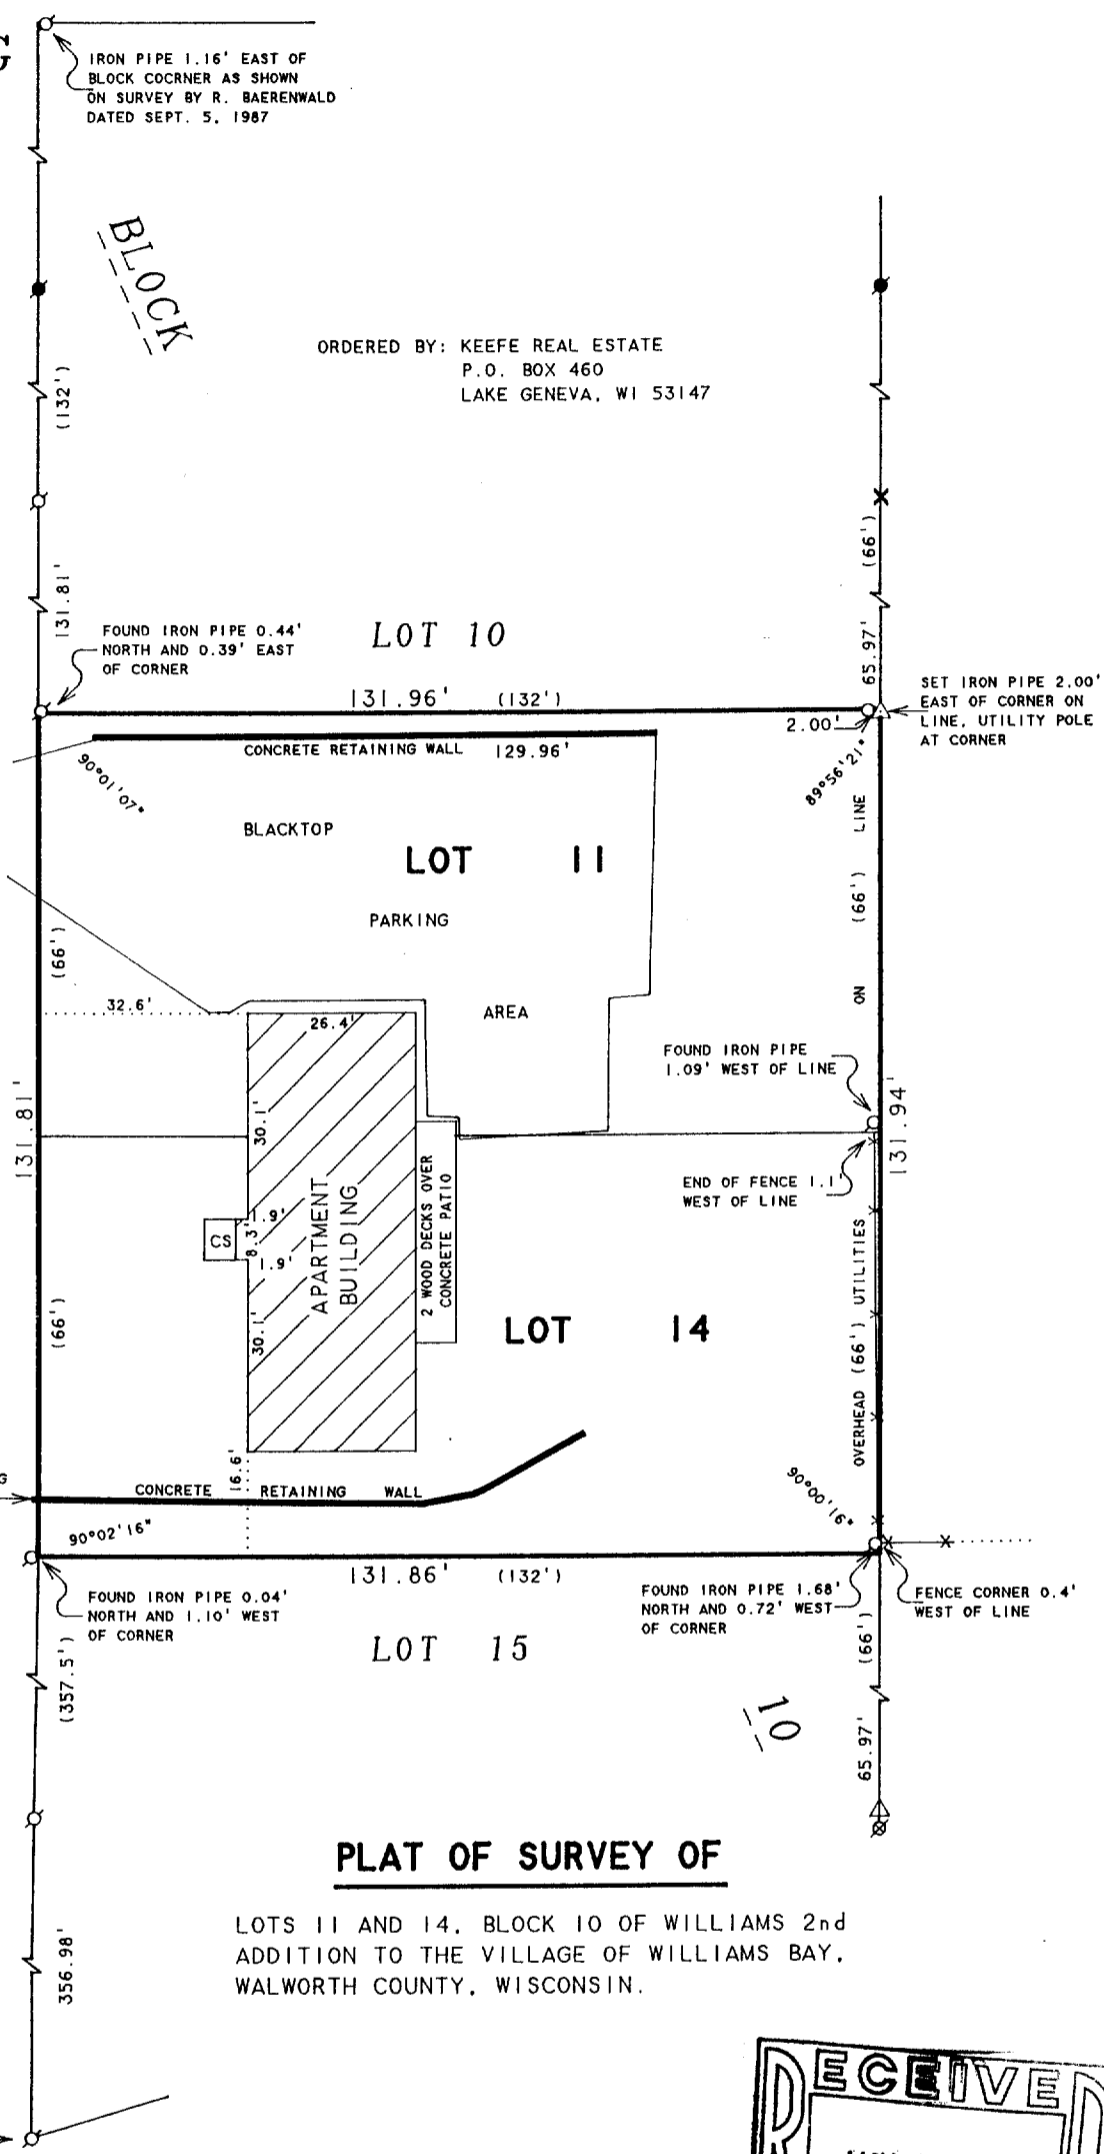 IRON PIPE 1.16' EAST OF
BLOCK COCRNER AS SHOWN
ON SURVEY BY R. BAERENWALD
DATED SEPT. 5, 1987
BLOCK
ORDERED BY: KEEFE REAL ESTATE
P.O. BOX 460
LAKE GENEVA, WI 53147
(132')
(66')
131.81'
65.97'
FOUND IRON PIPE 0.44'
NORTH AND 0.39' EAST
OF CORNER
LOT 10
131.96' (132')
SET IRON PIPE 2.00'
EAST OF CORNER ON
LINE, UTILITY POLE
AT CORNER
2.00'
CONCRETE RETAINING WALL 129.96'
90°01'07"
89°56'21"
BLACKTOP
LOT 11
PARKING
AREA
(66')
ON (66') LINE
32.6'
26.4'
FOUND IRON PIPE
1.09' WEST OF LINE
131.81'
30.1'
131.94'
END OF FENCE 1.1'
WEST OF LINE
1.9'
CS
8.3'
1.9'
APARTMENT
BUILDING
2 WOOD DECKS OVER
CONCRETE PATIO
30.1'
(66')
LOT 14
OVERHEAD (66') UTILITIES
16.6'
G
CONCRETE RETAINING WALL
90°02'16"
90°00'16"
131.86' (132')
FOUND IRON PIPE 0.04'
NORTH AND 1.10' WEST
OF CORNER
FOUND IRON PIPE 1.68'
NORTH AND 0.72' WEST
OF CORNER
FENCE CORNER 0.4'
WEST OF LINE
LOT 15
(357.5')
(66')
10
65.97'
PLAT OF SURVEY OF
LOTS 11 AND 14, BLOCK 10 OF WILLIAMS 2nd
ADDITION TO THE VILLAGE OF WILLIAMS BAY,
WALWORTH COUNTY, WISCONSIN.
356.98'
RECEIVED